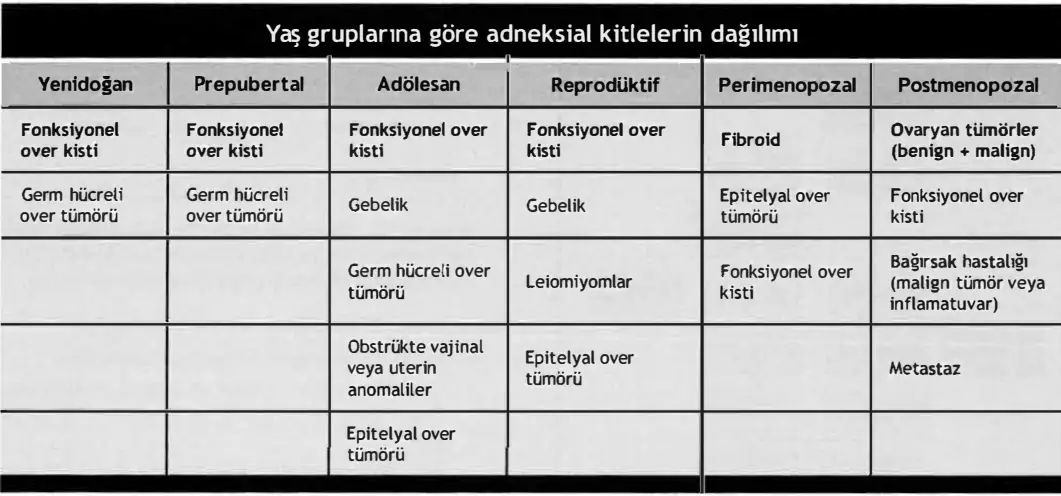 Yaş gruplarına göre adneksial kitlelerin dağılımı
Yenidoğan Prepubertal Adölesan Reprodüktif Perimenopozal Postmenopozal
Fonksiyonel
over kisti
Fonksiyonel
over kisti
Fonksiyonel over
kisti
Fonksiyonel over
kisti
Fibroid
Ovaryan tümörler
(benign + malign)
Germ hücreli
over tümörü
Germ hücreli
over tümörü
Gebelik
Gebelik
Epitelyal over
tümörü
Fonksiyonel over
kisti
Germ hücreli over
tümörü
Leiomiyomlar
Fonksiyonel over
kisti
Bağırsak hastalığı
(malign tümör veya
inflamatuvar)
Obstrükte vajinal
veya uterin
anomaliler
Epitelyal over
tümörü
Metastaz
Epitelyal over
tümörü